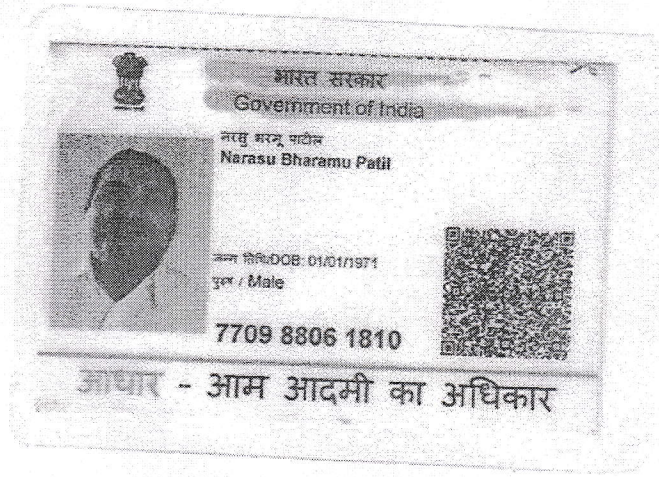 भारत सरकार
Government of India
नरसु भरमू पाटील
Narasu Bharamu Patil
जन्म तिथि/DOB: 01/01/1971
पुरुष / Male
7709 8806 1810
आधार - आम आदमी का अधिकार